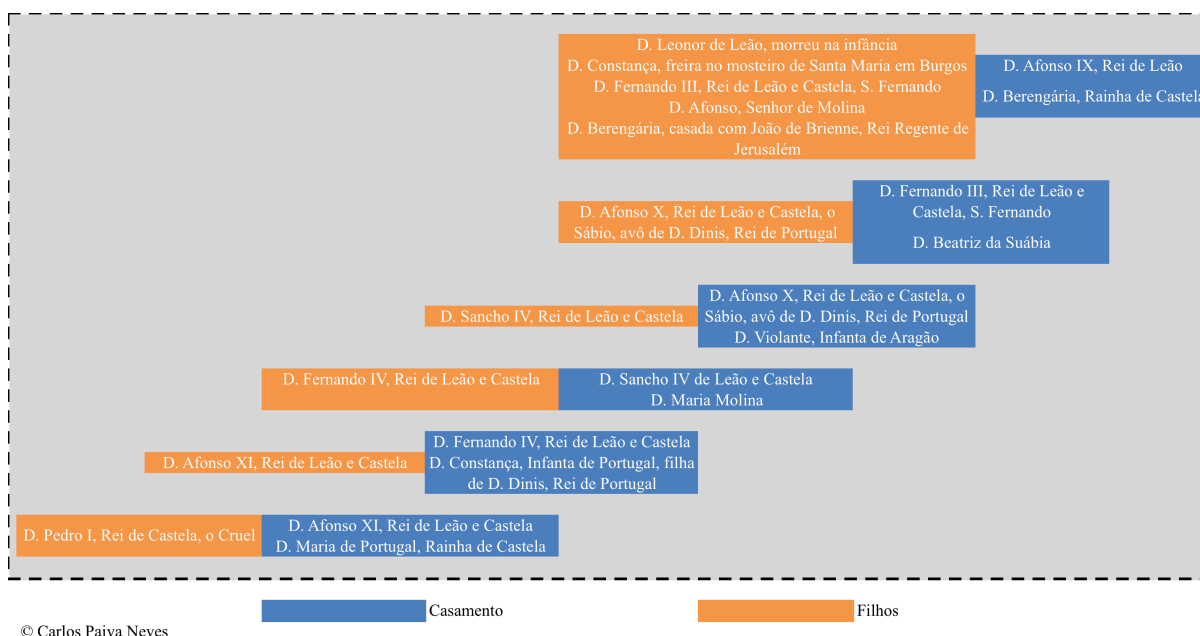 D. Leonor de Leão, morreu na infância
D. Constança, freira no mosteiro de Santa Maria em Burgos
D. Fernando III, Rei de Leão e Castela, S. Fernando
D. Afonso, Senhor de Molina
D. Berengária, casada com João de Brienne, Rei Regente de
Jerusalém
D. Afonso IX, Rei de Leão
D. Berengária, Rainha de Castela
D. Afonso X, Rei de Leão e Castela, o
Sábio, avô de D. Dinis, Rei de Portugal
D. Fernando III, Rei de Leão e
Castela, S. Fernando
D. Beatriz da Suábia
D. Sancho IV, Rei de Leão e Castela
D. Afonso X, Rei de Leão e Castela, o
Sábio, avô de D. Dinis, Rei de Portugal
D. Violante, Infanta de Aragão
D. Fernando IV, Rei de Leão e Castela
D. Sancho IV de Leão e Castela
D. Maria Molina
D. Afonso XI, Rei de Leão e Castela
D. Fernando IV, Rei de Leão e Castela
D. Constança, Infanta de Portugal, filha
de D. Dinis, Rei de Portugal
D. Pedro I, Rei de Castela, o Cruel
D. Afonso XI, Rei de Leão e Castela
D. Maria de Portugal, Rainha de Castela
Casamento
Filhos
© Carlos Paiva Neves